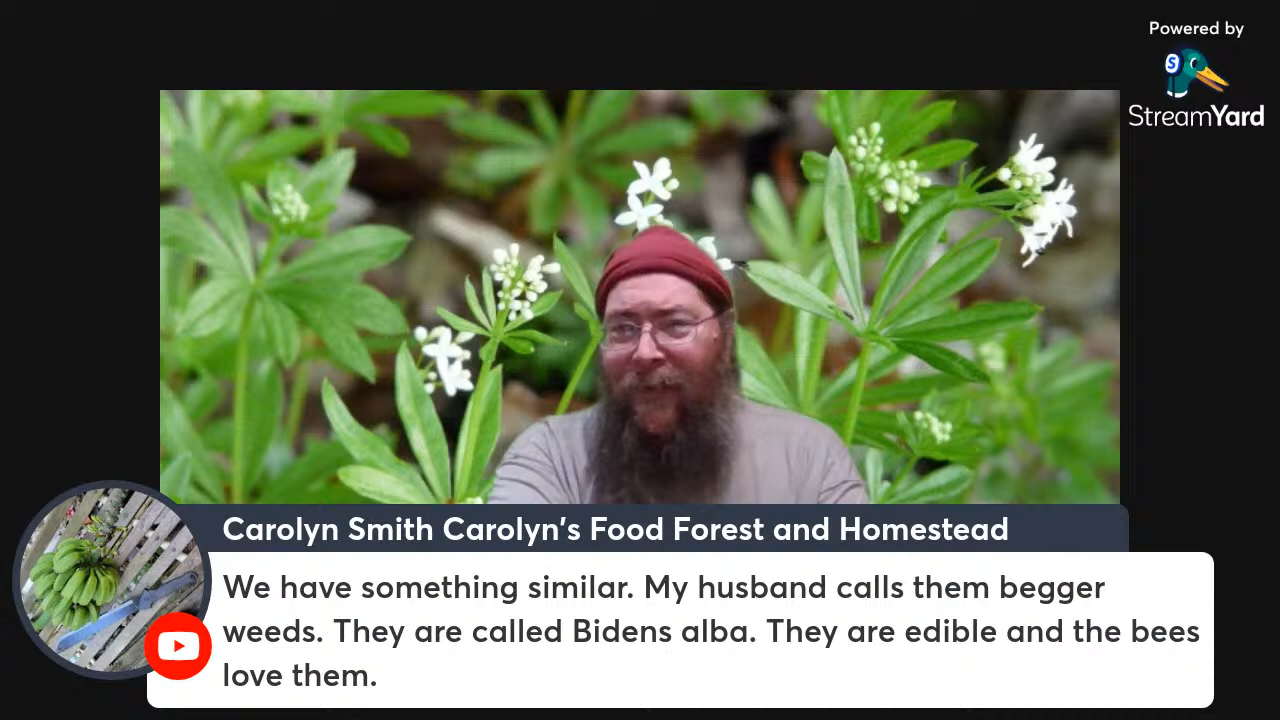 Powered by
StreamYard
Carolyn Smith Carolyn's Food Forest and Homestead
We have something similar. My husband calls them begger
weeds. They are called Bidens alba. They are edible and the bees
love them.